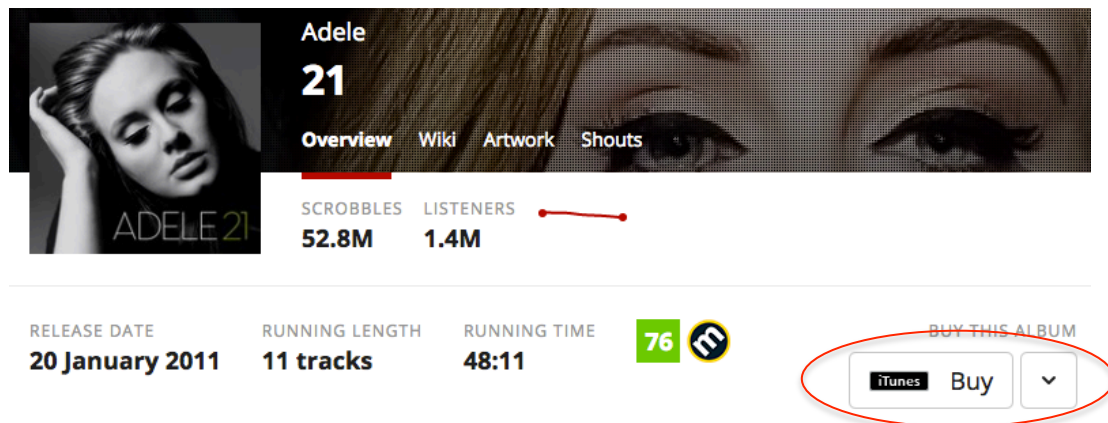 Adele
21
Overview Wiki Artwork Shouts
ADELE 21
SCROBBLES LISTENERS
52.8M 1.4M
RELEASE DATE RUNNING LENGTH RUNNING TIME BUY THIS ALBUM
20 January 2011 11 tracks 48:11 76 m
iTunes Buy